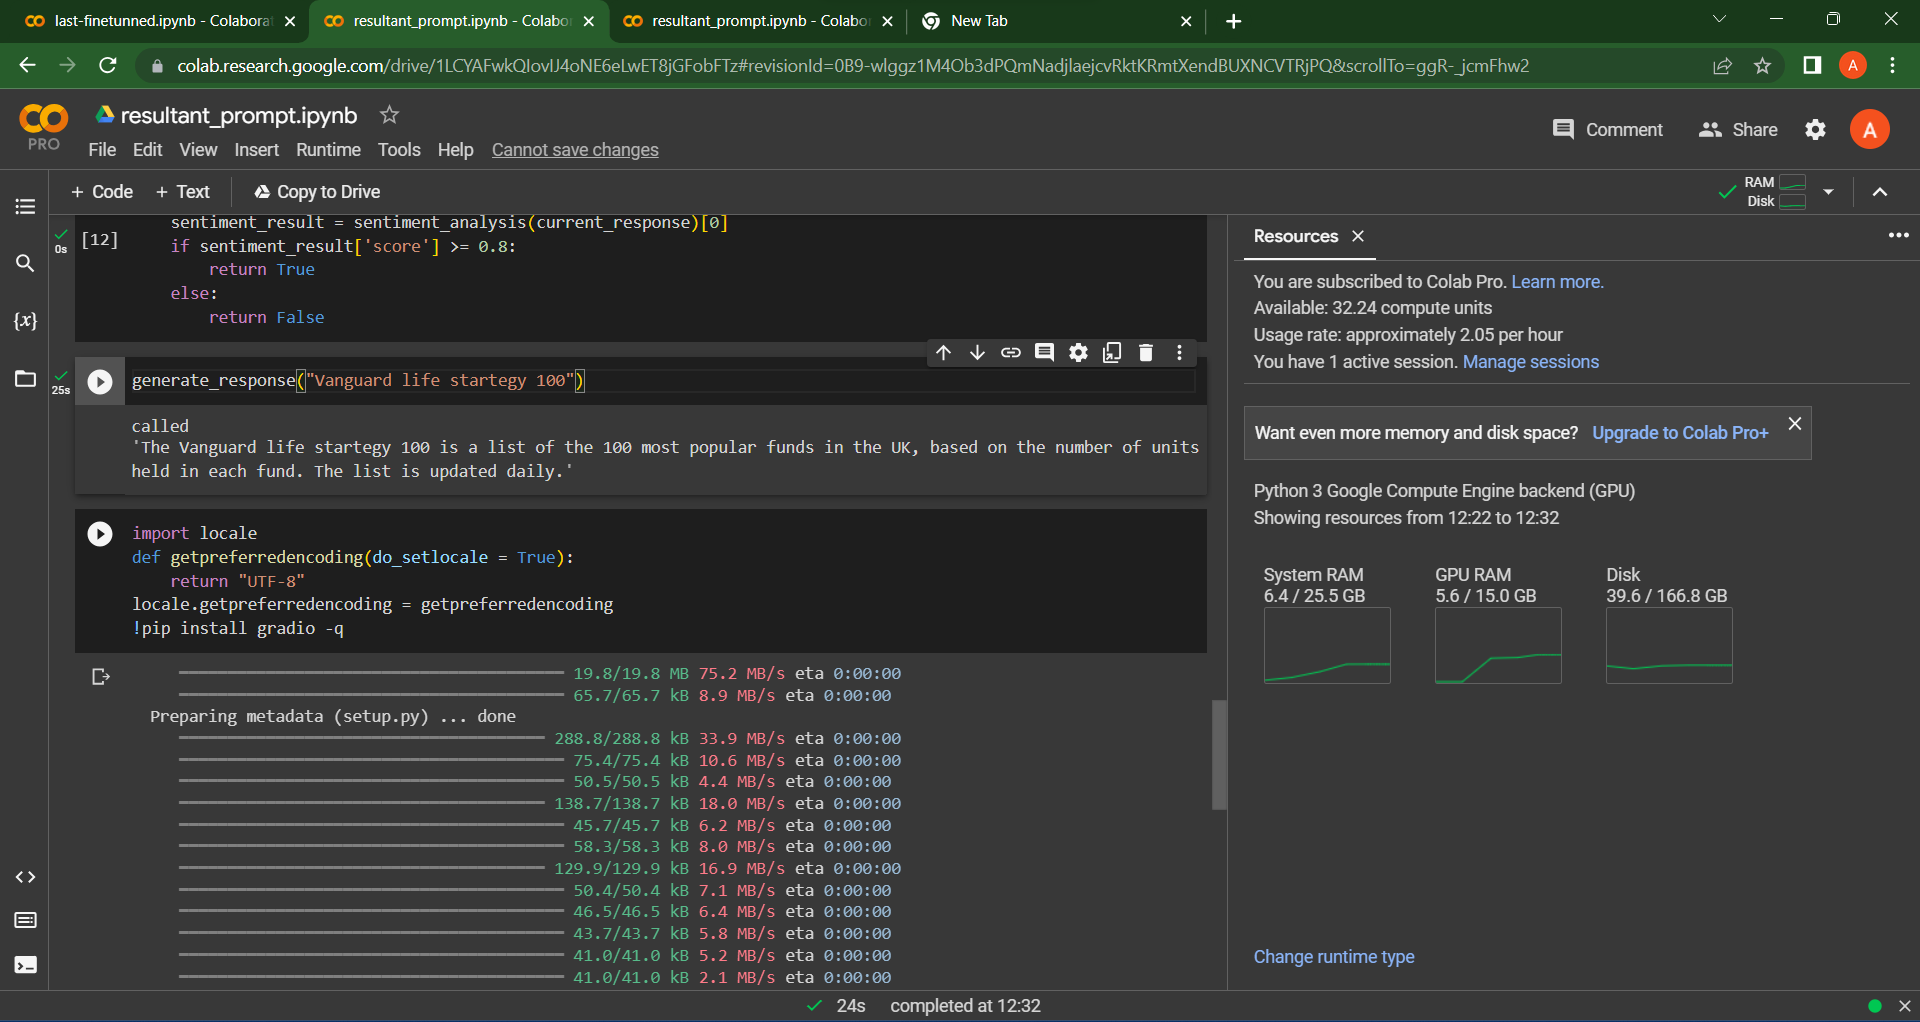 last-finetunned.ipynb - Colaborat
resultant_prompt.ipynb - Colabo
resultant_prompt.ipynb - Colabo
New Tab
colab.research.google.com/drive/1LCYAFwkQlovIJ4oNE6eLwET8jGFobFTz#revisionId=0B9-wlggz1M4Ob3dPQmNadjlaejcvRktKRmtXendBUXNCVTRjPQ&scrollTo=ggR-_jcmFhw2
A
PRO
resultant_prompt.ipynb
File Edit View Insert Runtime Tools Help Cannot save changes
Comment
Share
A
+ Code + Text
Copy to Drive
RAM
Disk
0s
[12]
sentiment_result = sentiment_analysis(current_response)[0]
if sentiment_result['score'] >= 0.8:
return True
else:
return False
{x}
25s
generate_response("Vanguard life startegy 100")
called
'The Vanguard life startegy 100 is a list of the 100 most popular funds in the UK, based on the number of units
held in each fund. The list is updated daily.'
import locale
def getpreferredencoding(do_setlocale = True):
return "UTF-8"
locale.getpreferredencoding = getpreferredencoding
!pip install gradio -q
19.8/19.8 MB 75.2 MB/s eta 0:00:00
65.7/65.7 kB 8.9 MB/s eta 0:00:00
Preparing metadata (setup.py) ... done
288.8/288.8 kB 33.9 MB/s eta 0:00:00
75.4/75.4 kB 10.6 MB/s eta 0:00:00
50.5/50.5 kB 4.4 MB/s eta 0:00:00
138.7/138.7 kB 18.0 MB/s eta 0:00:00
45.7/45.7 kB 6.2 MB/s eta 0:00:00
58.3/58.3 kB 8.0 MB/s eta 0:00:00
129.9/129.9 kB 16.9 MB/s eta 0:00:00
50.4/50.4 kB 7.1 MB/s eta 0:00:00
46.5/46.5 kB 6.4 MB/s eta 0:00:00
43.7/43.7 kB 5.8 MB/s eta 0:00:00
41.0/41.0 kB 5.2 MB/s eta 0:00:00
41.0/41.0 kB 2.1 MB/s eta 0:00:00
Resources
You are subscribed to Colab Pro. Learn more.
Available: 32.24 compute units
Usage rate: approximately 2.05 per hour
You have 1 active session. Manage sessions
Want even more memory and disk space? Upgrade to Colab Pro+
Python 3 Google Compute Engine backend (GPU)
Showing resources from 12:22 to 12:32
System RAM
6.4 / 25.5 GB
GPU RAM
5.6 / 15.0 GB
Disk
39.6 / 166.8 GB
Change runtime type
24s completed at 12:32